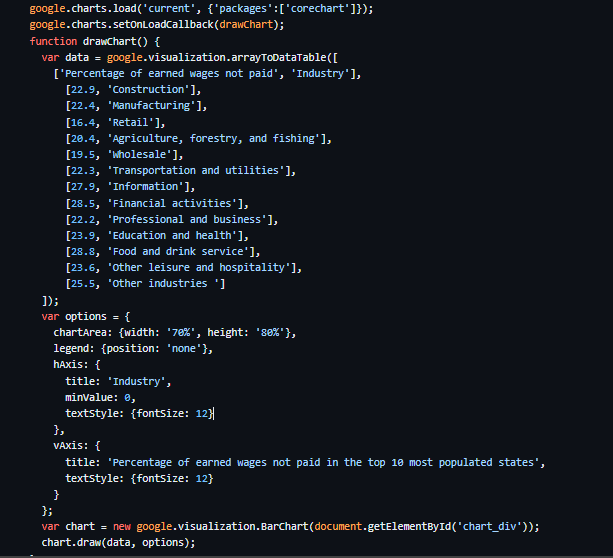 google.charts.load('current', {'packages':['corechart']});
google.charts.setOnLoadCallback(drawChart);
function drawChart() {
var data = google.visualization.arrayToDataTable([
['Percentage of earned wages not paid', 'Industry'],
[22.9, 'Construction'],
[22.4, 'Manufacturing'],
[16.4, 'Retail'],
[20.4, 'Agriculture, forestry, and fishing'],
[19.5, 'Wholesale'],
[22.3, 'Transportation and utilities'],
[27.9, 'Information'],
[28.5, 'Financial activities'],
[22.2, 'Professional and business'],
[23.9, 'Education and health'],
[28.8, 'Food and drink service'],
[23.6, 'Other leisure and hospitality'],
[25.5, 'Other industries ']
]);
var options = {
chartArea: {width: '70%', height: '80%'},
legend: {position: 'none'},
hAxis: {
title: 'Industry',
minValue: 0,
textStyle: {fontSize: 12}
},
vAxis: {
title: 'Percentage of earned wages not paid in the top 10 most populated states',
textStyle: {fontSize: 12}
}
};
var chart = new google.visualization.BarChart(document.getElementById('chart_div'));
chart.draw(data, options);